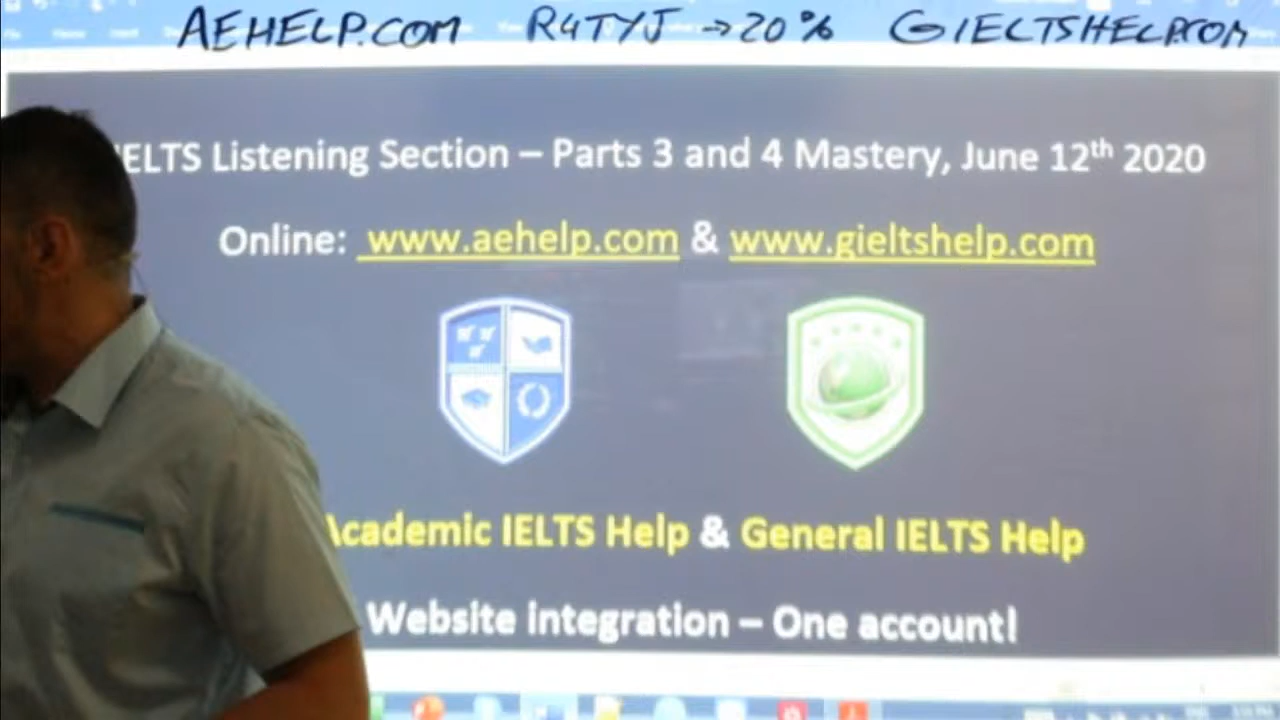 AEHELP.COM R4TYJ → 20% GIELTSHELP.COM
IELTS Listening Section – Parts 3 and 4 Mastery, June 12th 2020
Online: www.aehelp.com & www.gieltshelp.com
Academic IELTS Help & General IELTS Help
Website integration – One account!